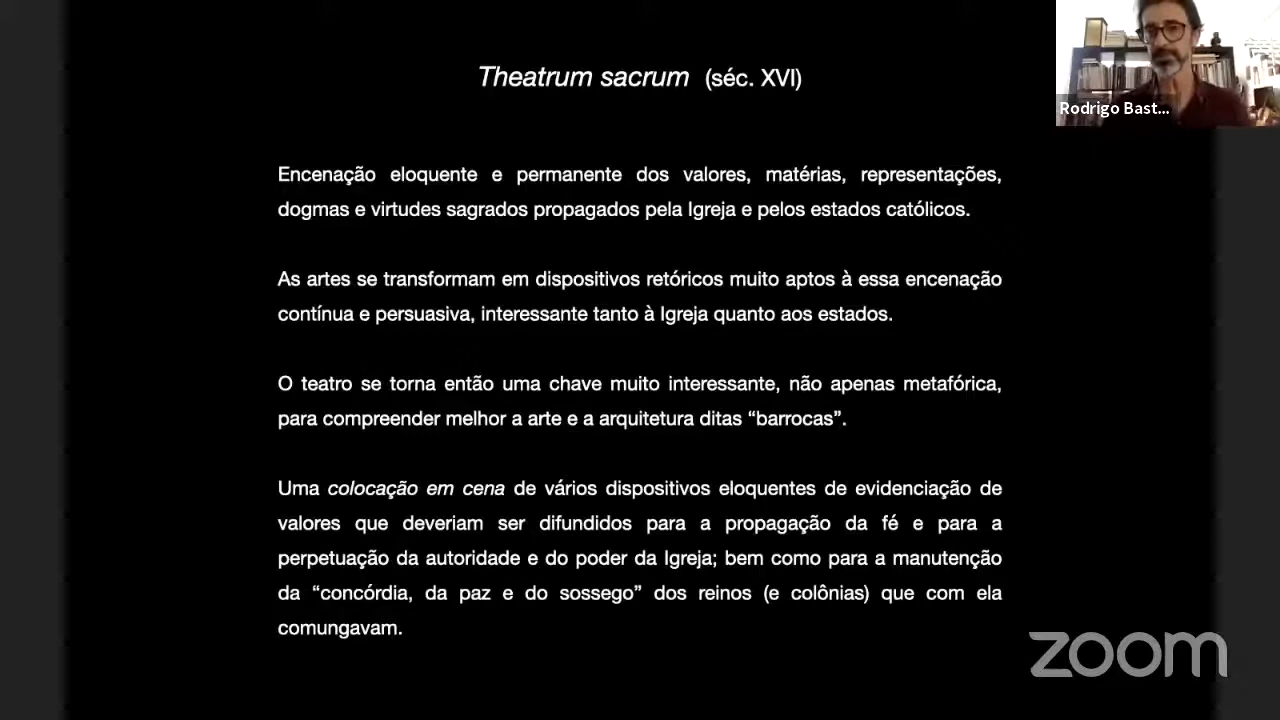 Theatrum sacrum (séc. XVI)
Rodrigo Bast...
Encenação eloquente e permanente dos valores, matérias, representações,
dogmas e virtudes sagrados propagados pela Igreja e pelos estados católicos.
As artes se transformam em dispositivos retóricos muito aptos à essa encenação
contínua e persuasiva, interessante tanto à Igreja quanto aos estados.
O teatro se torna então uma chave muito interessante, não apenas metafórica,
para compreender melhor a arte e a arquitetura ditas “barrocas”.
Uma colocação em cena de vários dispositivos eloquentes de evidenciação de
valores que deveriam ser difundidos para a propagação da fé e para a
perpetuação da autoridade e do poder da Igreja; bem como para a manutenção
da “concórdia, da paz e do sossego” dos reinos (e colônias) que com ela
comungavam.
zoom